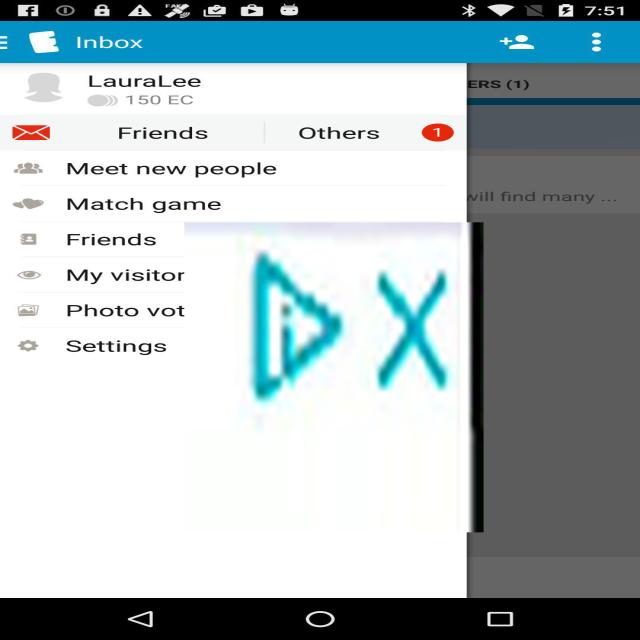 7:51
Inbox
LauraLee
150 EC
ERS (1)
Friends
Others
1
Meet new people
will find many ...
Match game
Friends
My visitor
Photo vot
Settings